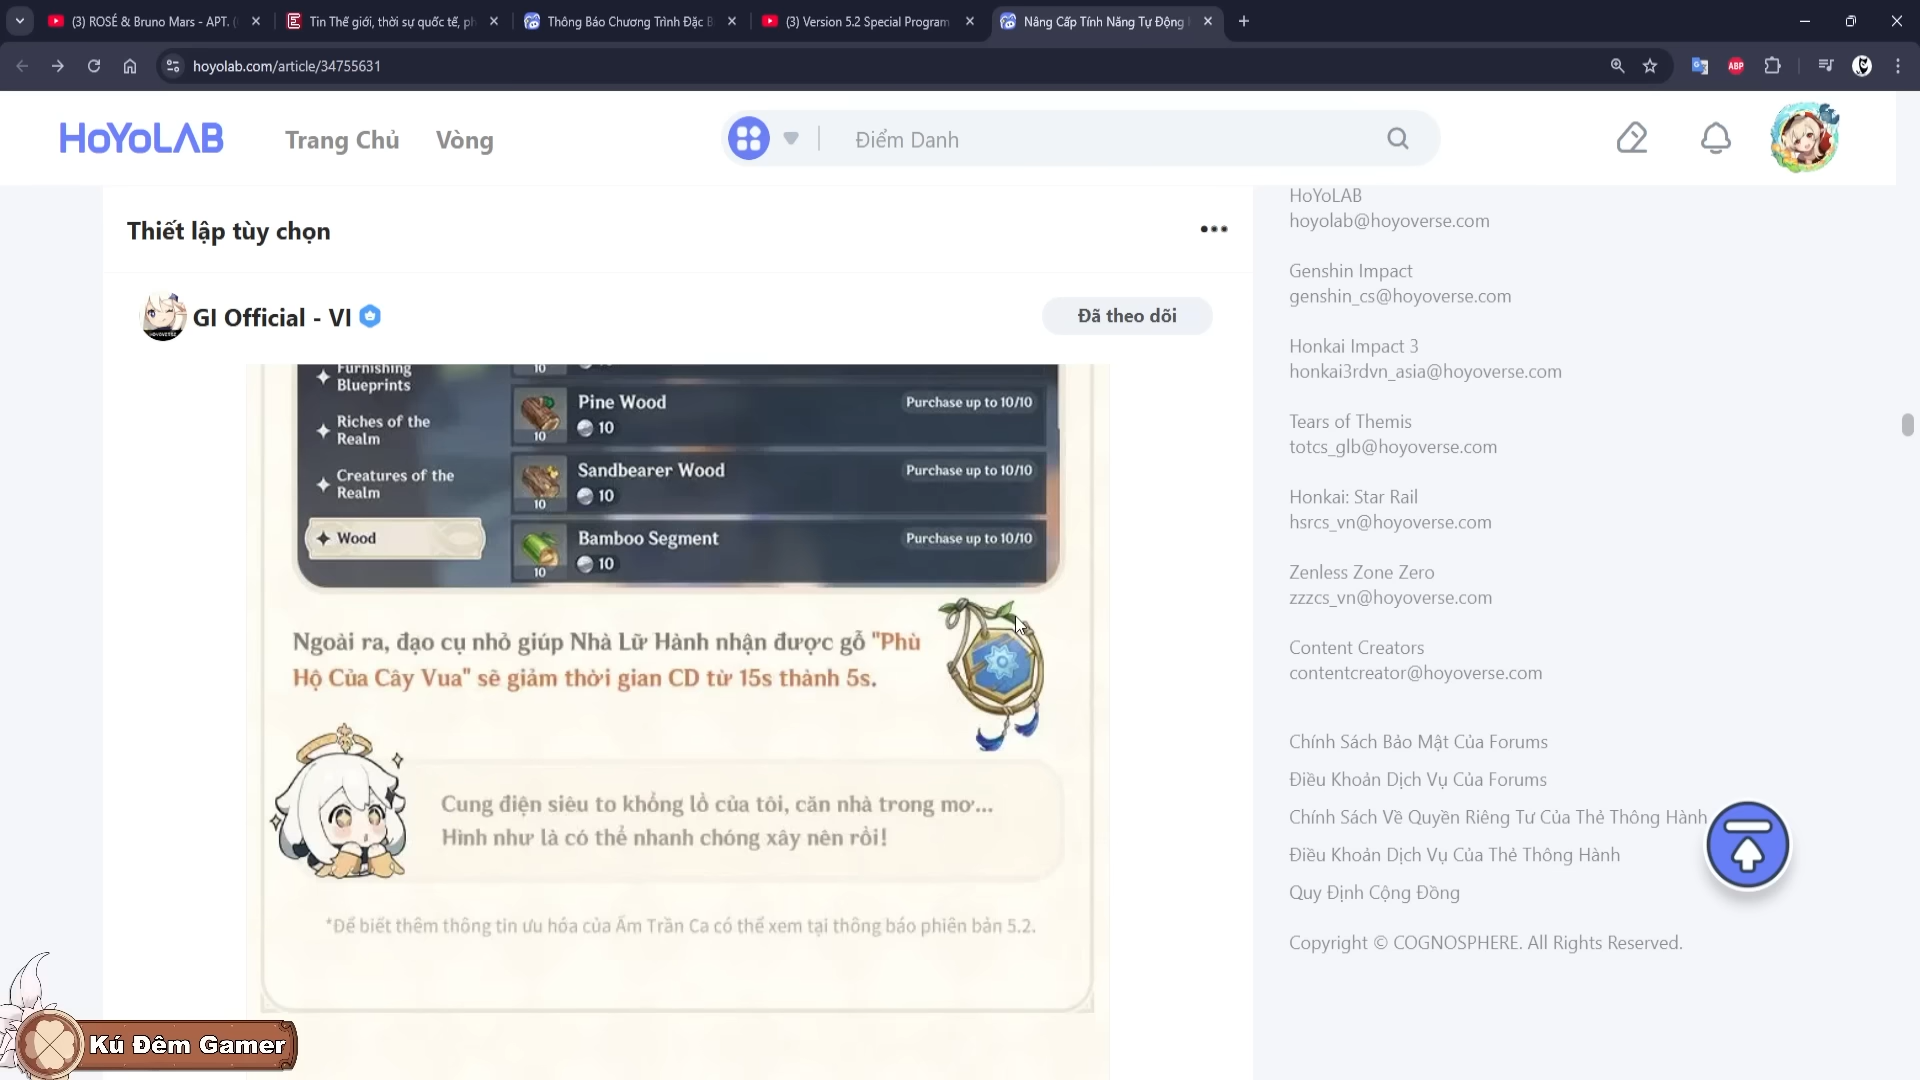 (3) ROSÉ & Bruno Mars - APT. (
Tin Thế giới, thời sự quốc tế, ph
Thông Báo Chương Trình Đặc B
(3) Version 5.2 Special Program
Nâng Cấp Tính Năng Tự Động
hoyolab.com/article/34755631
ABP
HoYoLAB
Trang Chủ
Vòng
Điểm Danh
Thiết lập tùy chọn
GI Official - VI
Đã theo dõi
Furnishing
Blueprints
Riches of the
Realm
Creatures of the
Realm
Wood
10
Pine Wood
Purchase up to 10/10
10
10
Sandbearer Wood
Purchase up to 10/10
10
10
Bamboo Segment
Purchase up to 10/10
10
10
Ngoài ra, đạo cụ nhỏ giúp Nhà Lữ Hành nhận được gỗ "Phù
Hộ Của Cây Vua" sẽ giảm thời gian CD từ 15s thành 5s.
Cung điện siêu to khổng lồ của tôi, căn nhà trong mơ...
Hình như là có thể nhanh chóng xây nên rồi!
*Để biết thêm thông tin ưu hóa của Ấm Trần Ca có thể xem tại thông báo phiên bản 5.2.
HoYoLAB
hoyolab@hoyoverse.com
Genshin Impact
genshin_cs@hoyoverse.com
Honkai Impact 3
honkai3rdvn_asia@hoyoverse.com
Tears of Themis
totcs_glb@hoyoverse.com
Honkai: Star Rail
hsrcs_vn@hoyoverse.com
Zenless Zone Zero
zzzcs_vn@hoyoverse.com
Content Creators
contentcreator@hoyoverse.com
Chính Sách Bảo Mật Của Forums
Điều Khoản Dịch Vụ Của Forums
Chính Sách Về Quyền Riêng Tư Của Thẻ Thông Hành
Điều Khoản Dịch Vụ Của Thẻ Thông Hành
Quy Định Cộng Đồng
Copyright © COGNOSPHERE. All Rights Reserved.
Kú Đêm Gamer